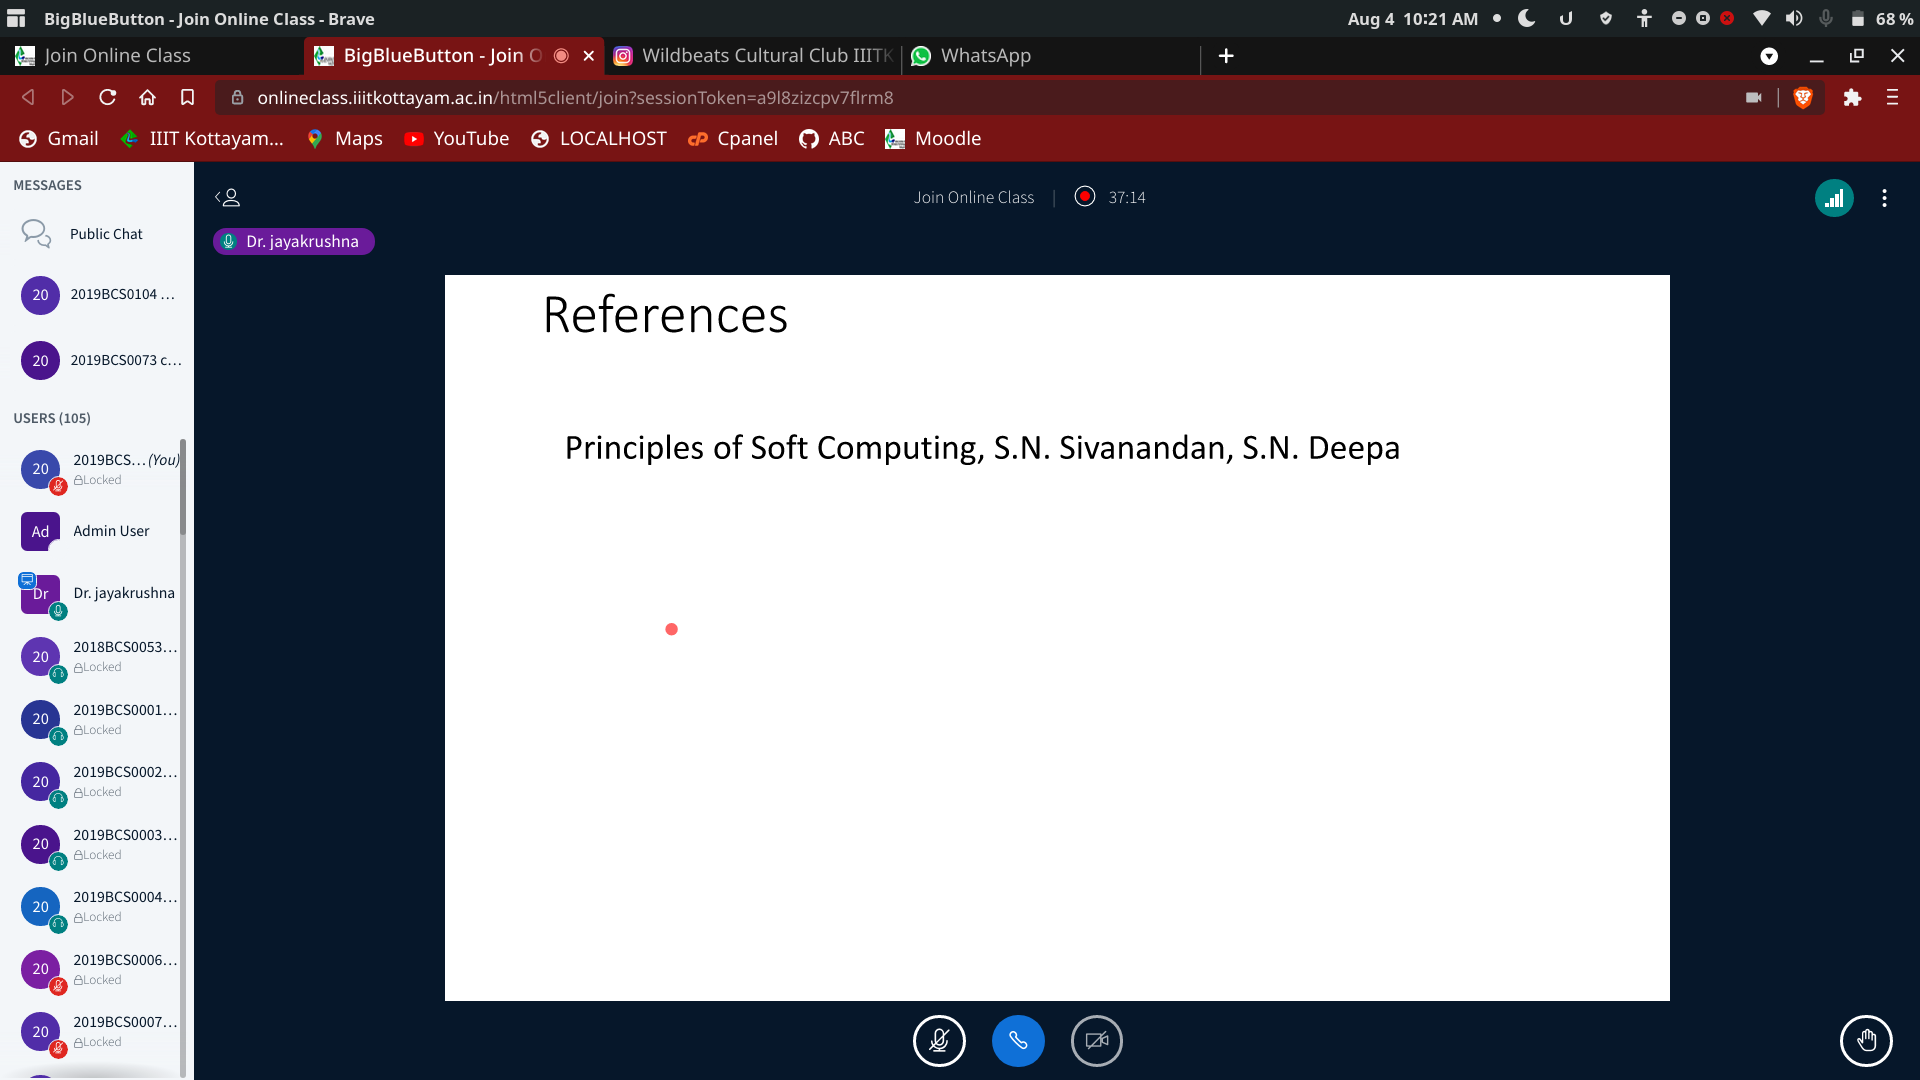 BigBlueButton - Join Online Class - Brave
Aug 4 10:21 AM
68 %
Join Online Class
BigBlueButton - Join O
Wildbeats Cultural Club IIITK
WhatsApp
onlineclass.iiitkottayam.ac.in/html5client/join?sessionToken=a9l8zizcpv7flrm8
Gmail
IIIT Kottayam...
Maps
YouTube
LOCALHOST
Cpanel
ABC
Moodle
MESSAGES
Public Chat
20 2019BCS0104 ...
20 2019BCS0073 c...
USERS (105)
20 2019BCS... (You)
Locked
Ad Admin User
Dr Dr. jayakrushna
20 2018BCS0053...
Locked
20 2019BCS0001...
Locked
20 2019BCS0002...
Locked
20 2019BCS0003...
Locked
20 2019BCS0004...
Locked
20 2019BCS0006...
Locked
20 2019BCS0007...
Locked
Join Online Class
37:14
Dr. jayakrushna
References
Principles of Soft Computing, S.N. Sivanandan, S.N. Deepa